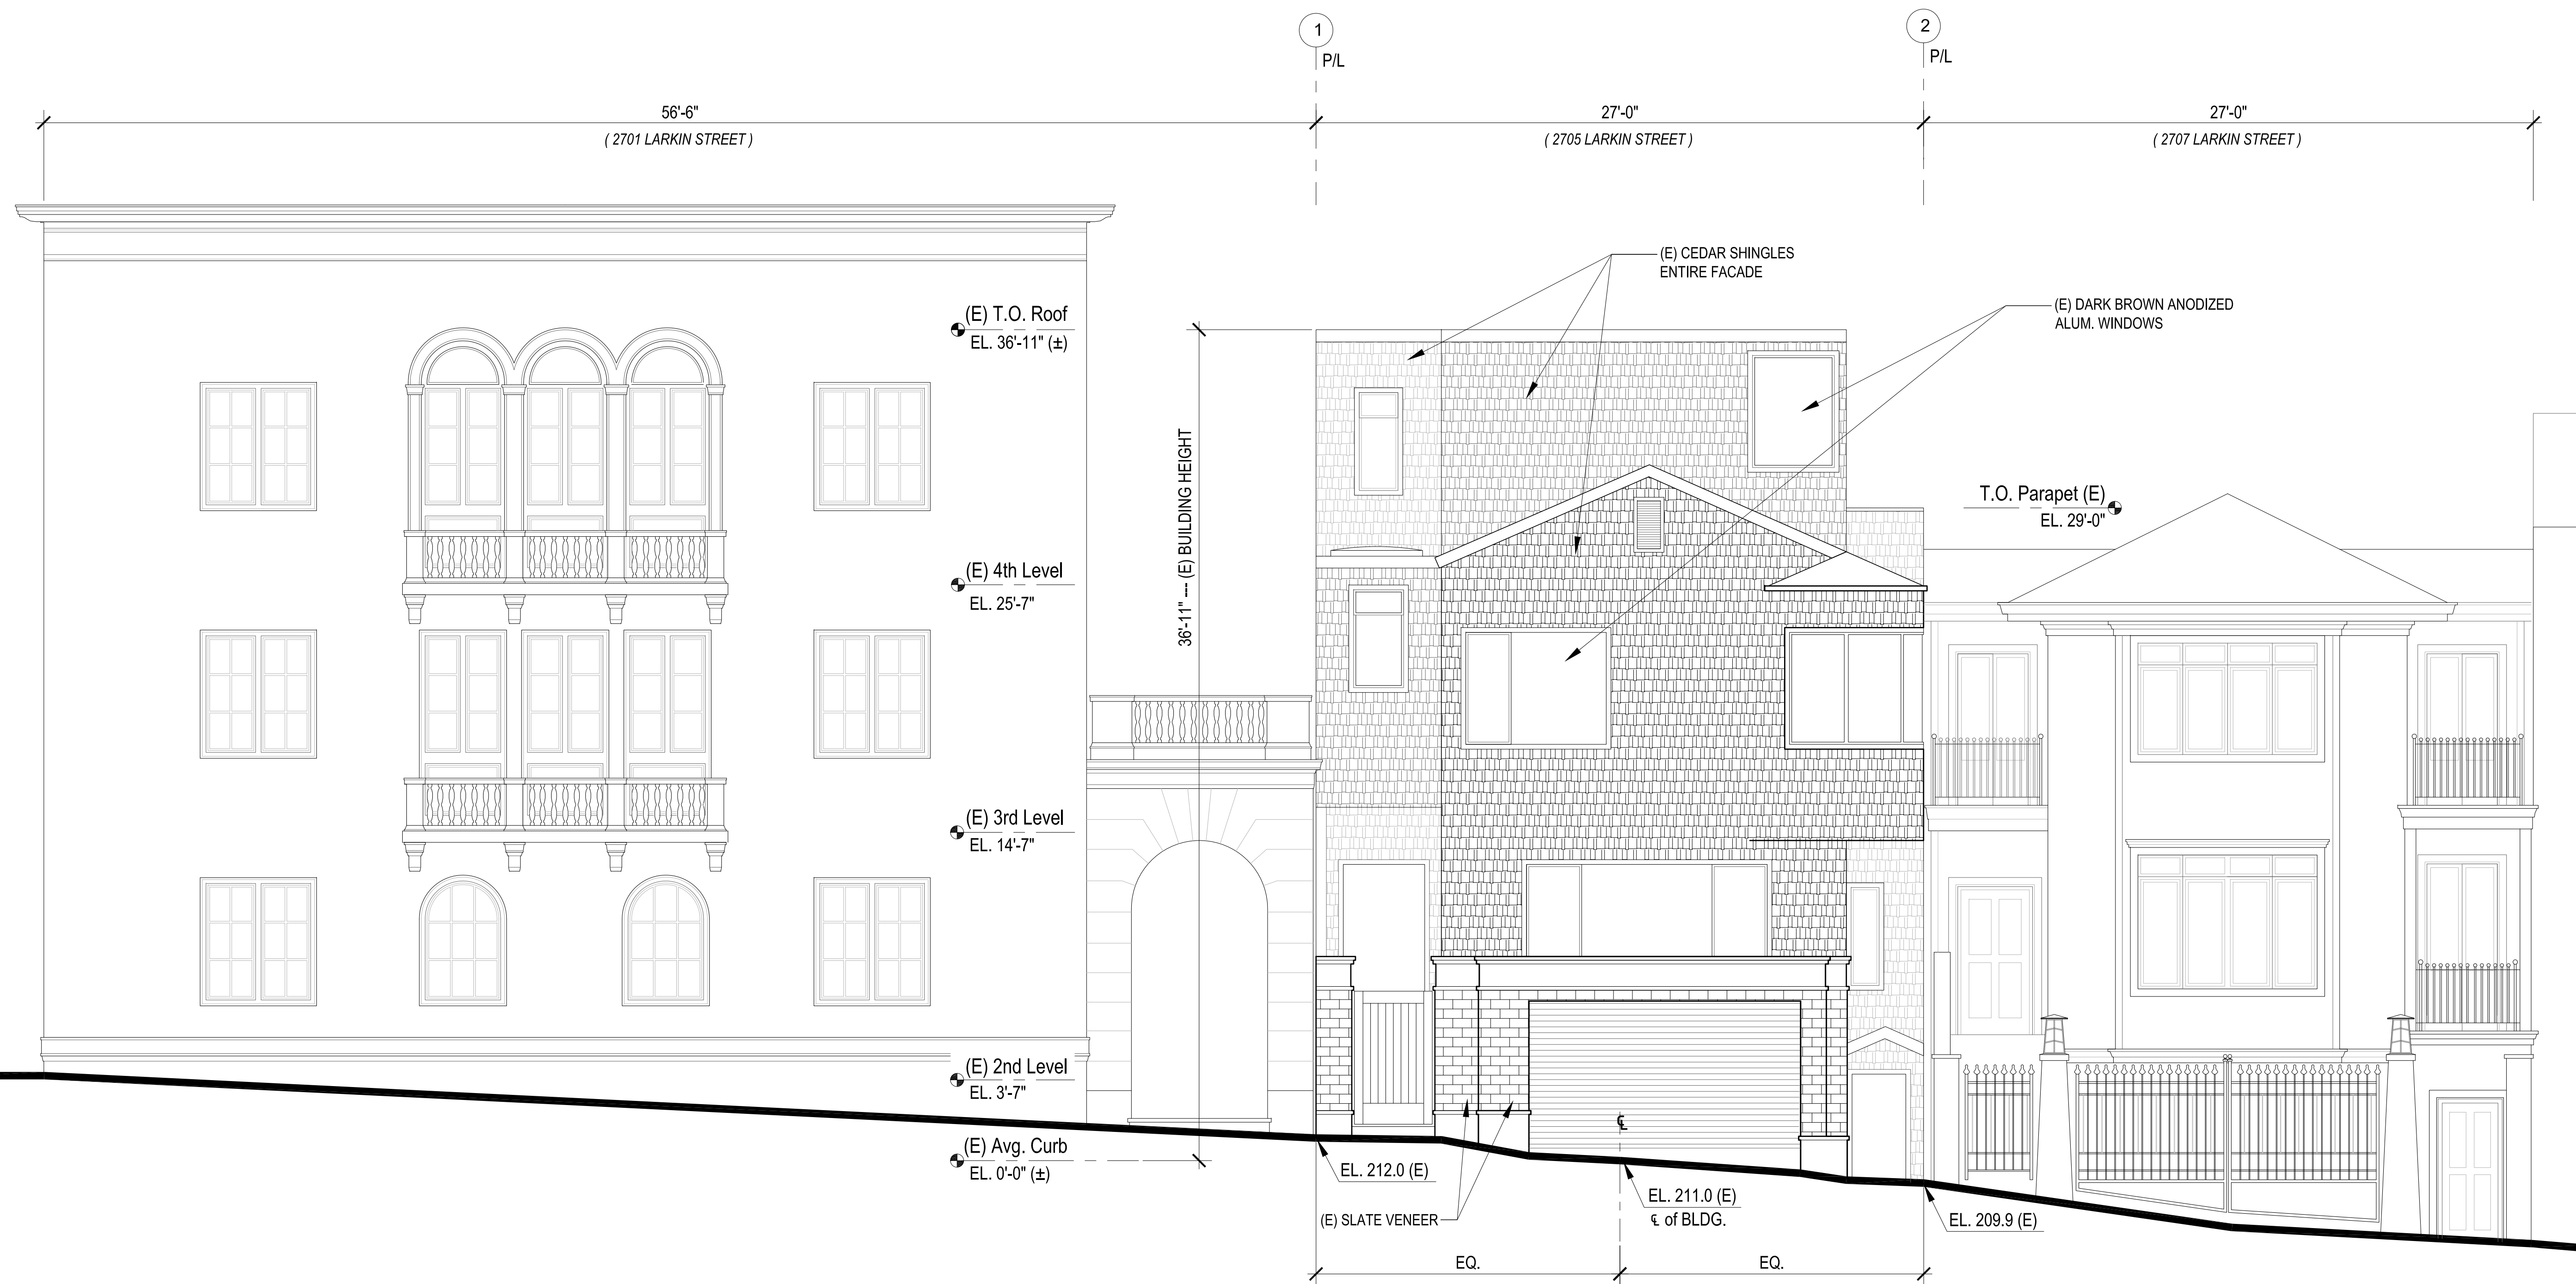 1
P/L
2
P/L
56'-6"
( 2701 LARKIN STREET )
27'-0"
( 2705 LARKIN STREET )
27'-0"
( 2707 LARKIN STREET )
(E) CEDAR SHINGLES
ENTIRE FACADE
(E) DARK BROWN ANODIZED
ALUM. WINDOWS
(E) T.O. Roof
EL. 36'-11" (±)
36'-11" --- (E) BUILDING HEIGHT
T.O. Parapet (E)
EL. 29'-0"
(E) 4th Level
EL. 25'-7"
(E) 3rd Level
EL. 14'-7"
(E) 2nd Level
EL. 3'-7"
(E) Avg. Curb
EL. 0'-0" (±)
℄
EL. 212.0 (E)
EL. 211.0 (E)
℄ of BLDG.
(E) SLATE VENEER
EL. 209.9 (E)
EQ.
EQ.